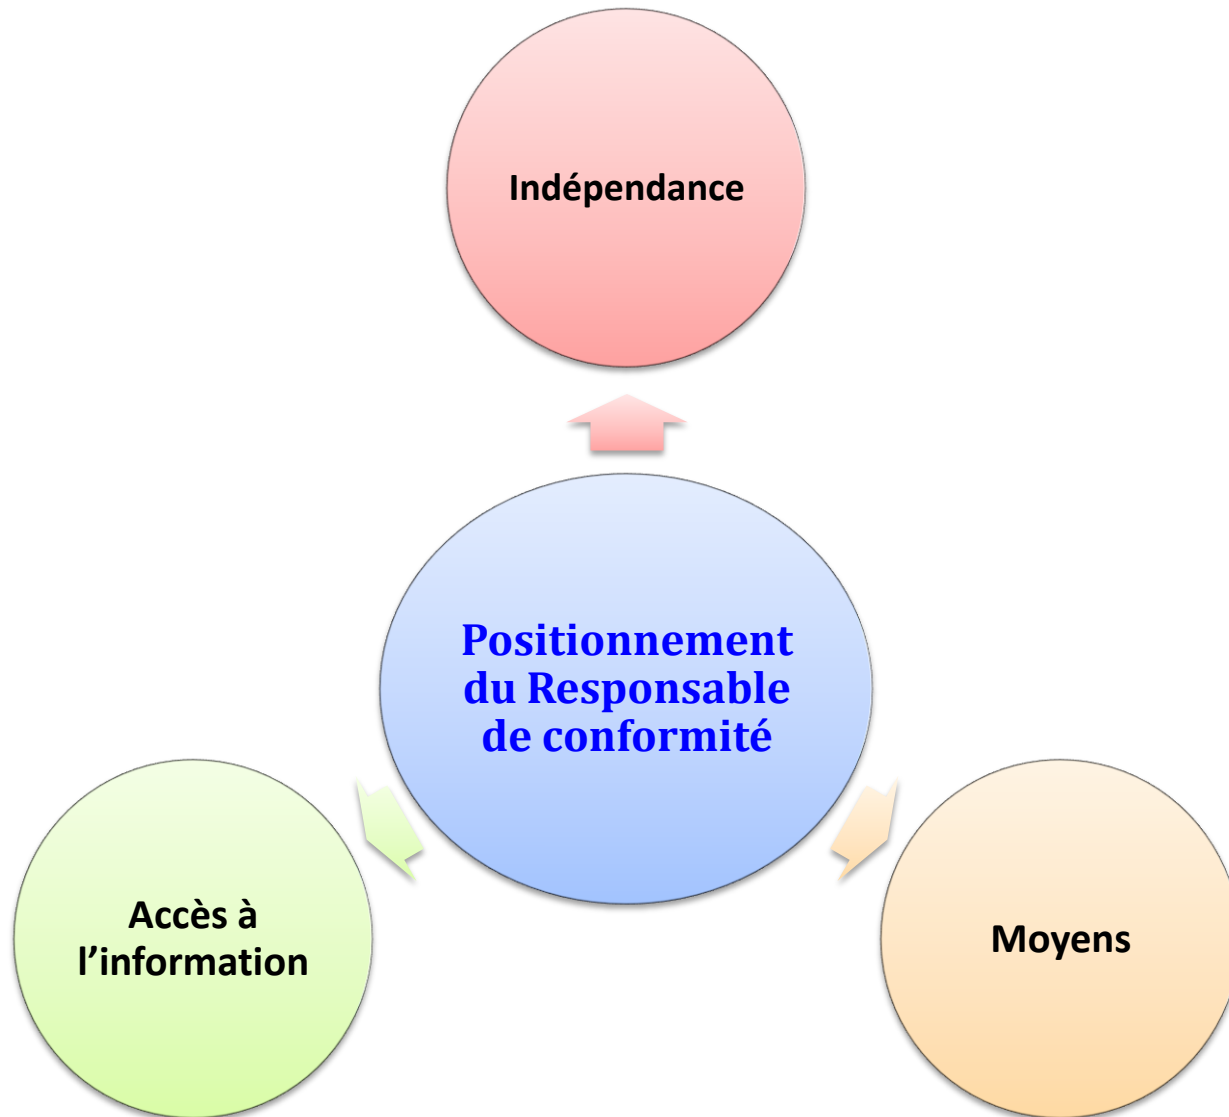 Indépendance
Positionnement
du Responsable
de conformité
Accès à
l’information
Moyens